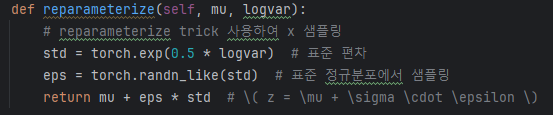 def reparameterize(self, mu, logvar):
# reparameterize trick 사용하여 x 샘플링
std = torch.exp(0.5 * logvar)  # 표준 편차
eps = torch.randn_like(std)  # 표준 정규분포에서 샘플링
return mu + eps * std  # \( z = \mu + \sigma \cdot \epsilon \)